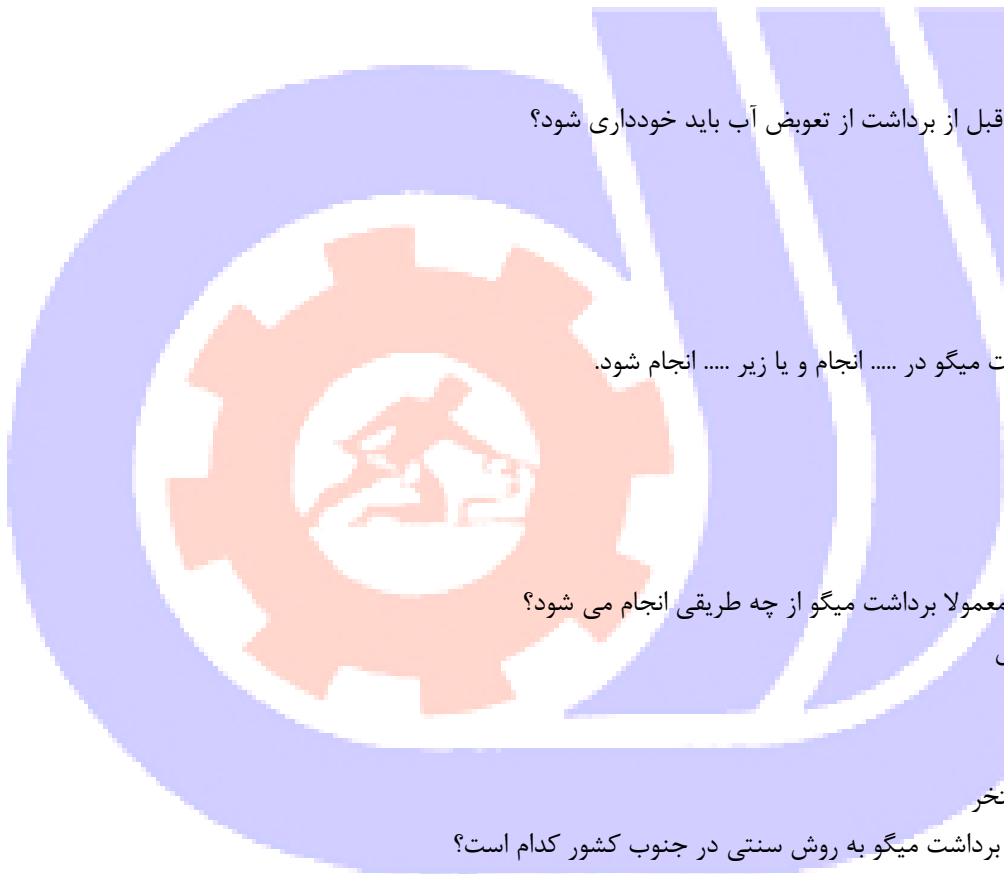 قبل از برداشت از تعویض آب باید خودداری شود؟
ت میگو در ..... انجام و یا زیر ..... انجام شود.
معمولا برداشت میگو از چه طریقی انجام می شود؟
تخر
برداشت میگو به روش سنتی در جنوب کشور کدام است؟